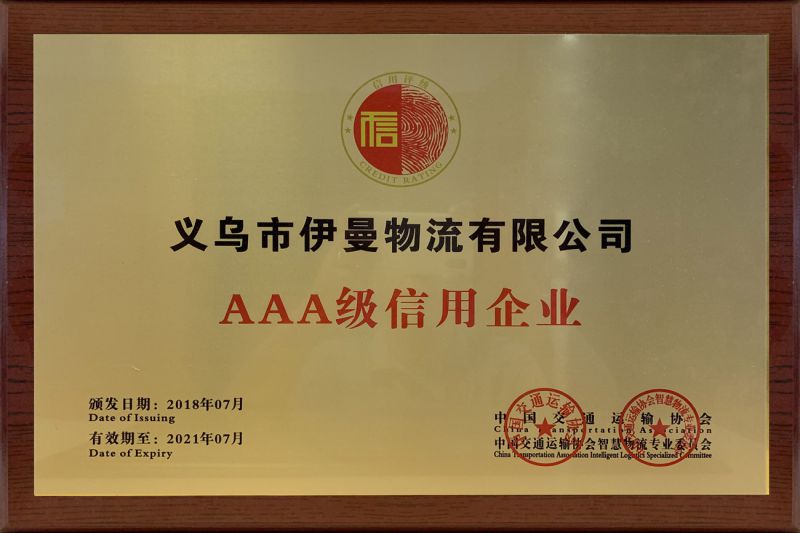 信用评级
信
CREDIT RATING
义乌市伊曼物流有限公司
AAA级信用企业
颁发日期：2018年07月
Date of Issuing
有效期至：2021年07月
Date of Expiry
中国交通运输协会
China Transportation Association
中国交通运输协会智慧物流专业委员会
China Transportation Association Intelligent Logistics Specialized Committee